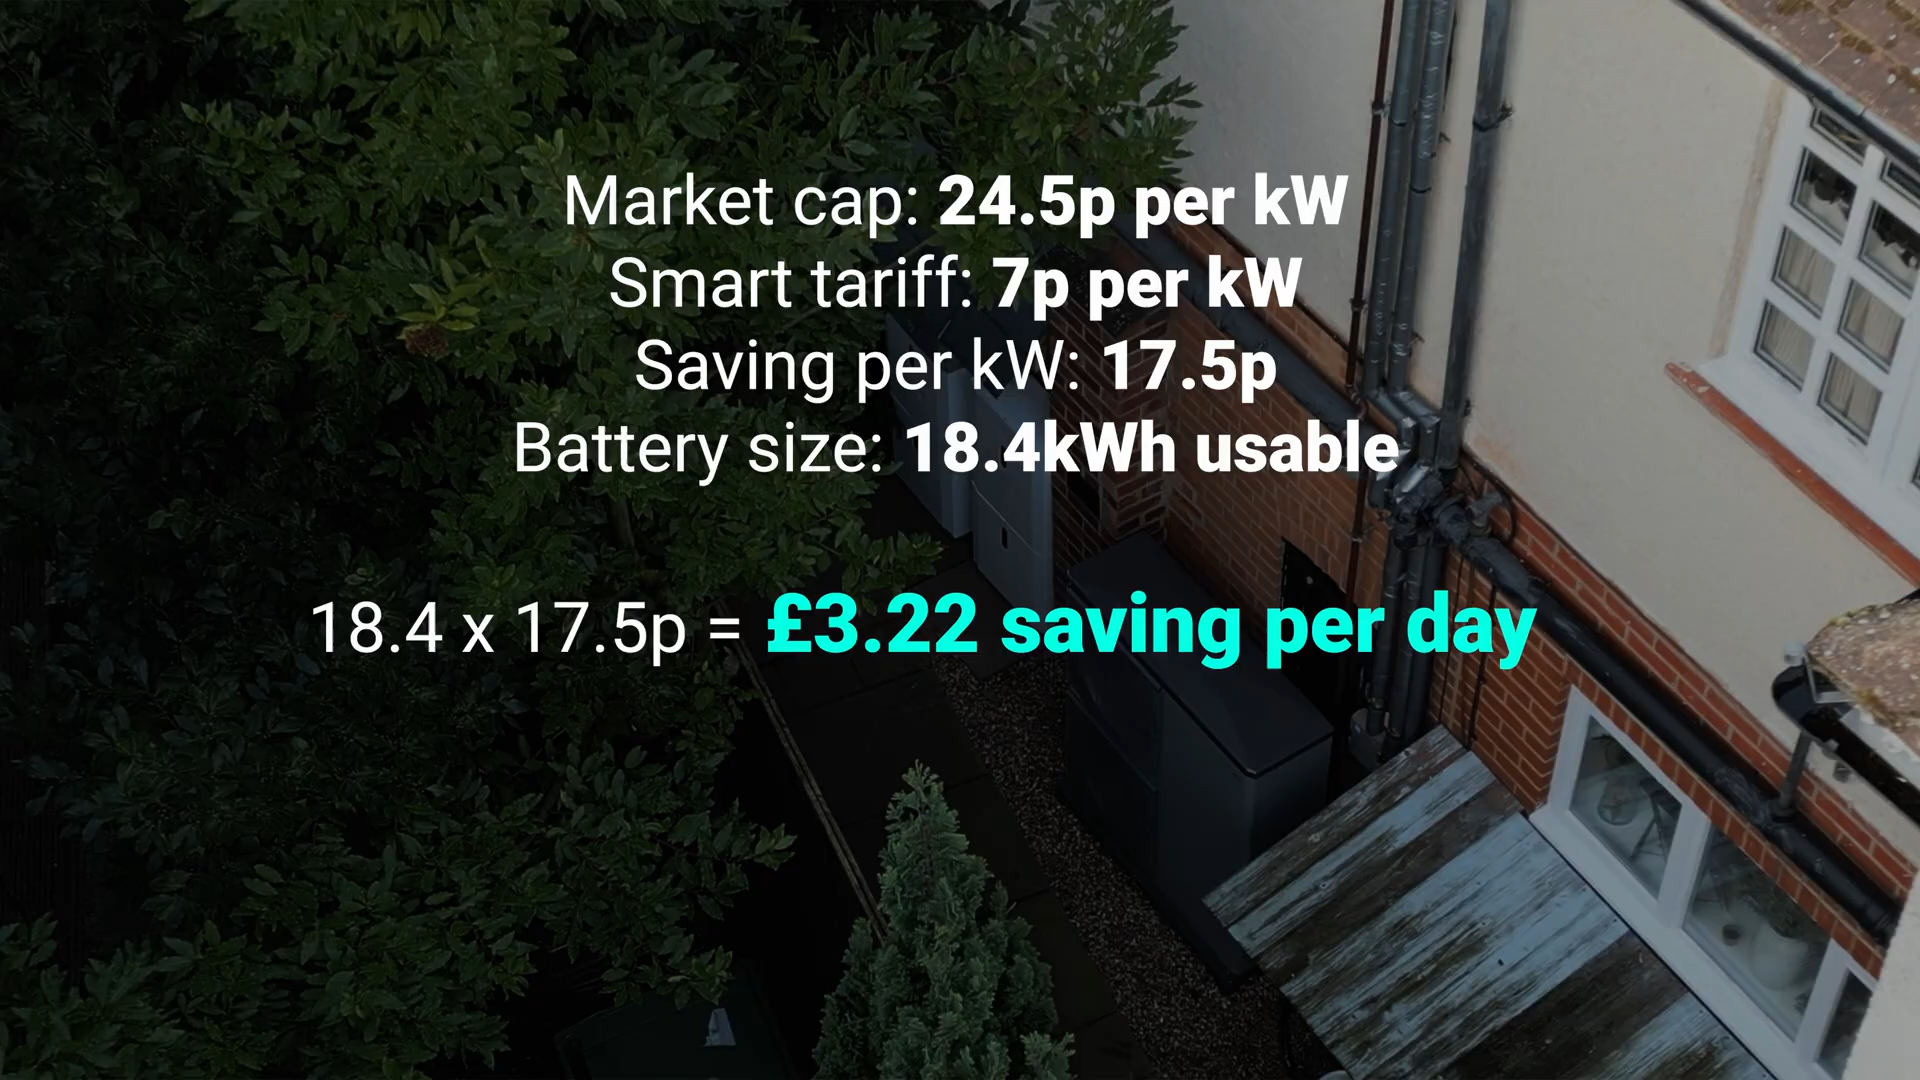 Market cap: 24.5p per kW
Smart tariff: 7p per kW
Saving per kW: 17.5p
Battery size: 18.4kWh usable
18.4 x 17.5p = £3.22 saving per day